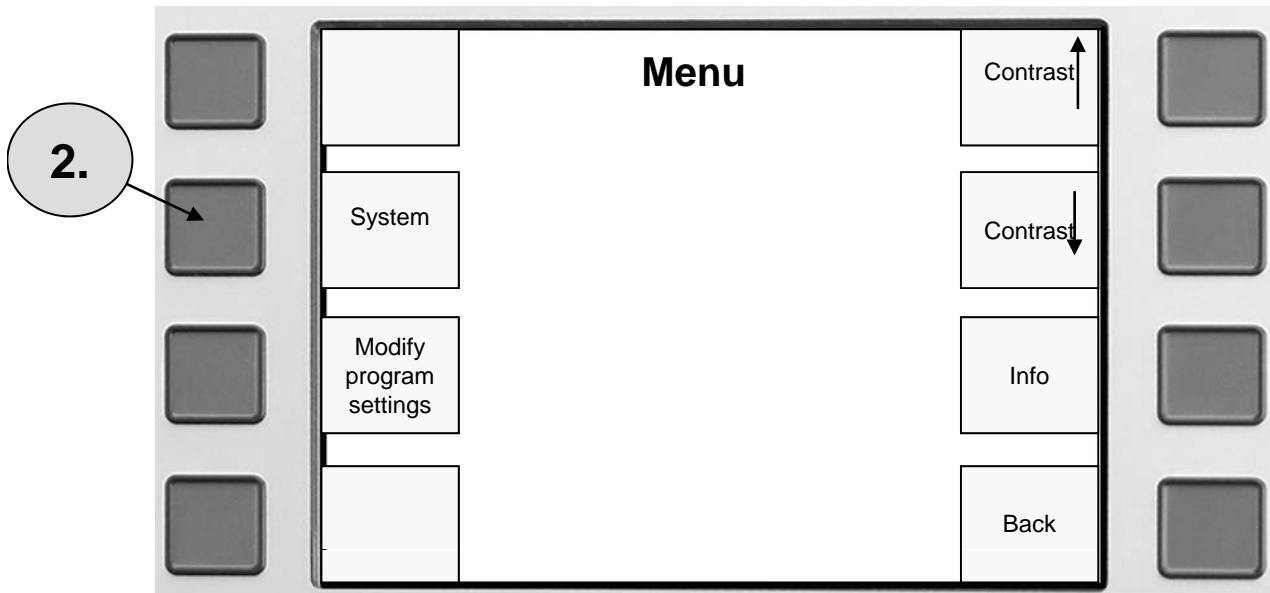 Menu
Contrast
2.
System
Contrast
Modify
program
settings
Info
Back